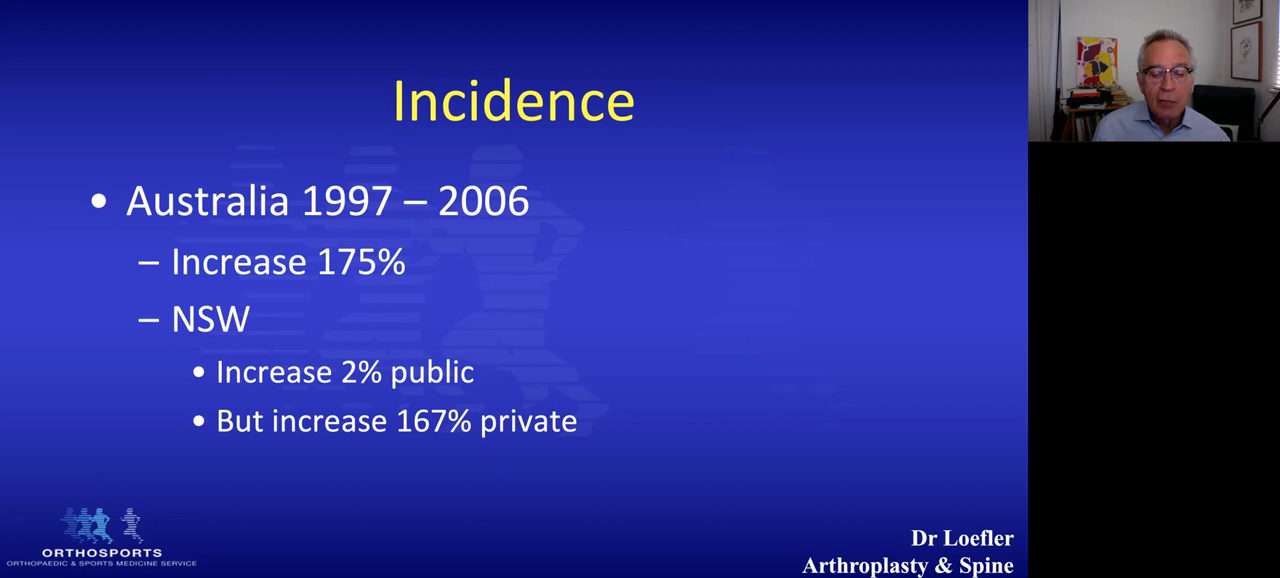 Incidence
• Australia 1997 – 2006
– Increase 175%
– NSW
• Increase 2% public
• But increase 167% private
ORTHOSPORTS
ORTHOPAEDIC & SPORTS MEDICINE SERVICE
Dr Loefler
Arthroplasty & Spine